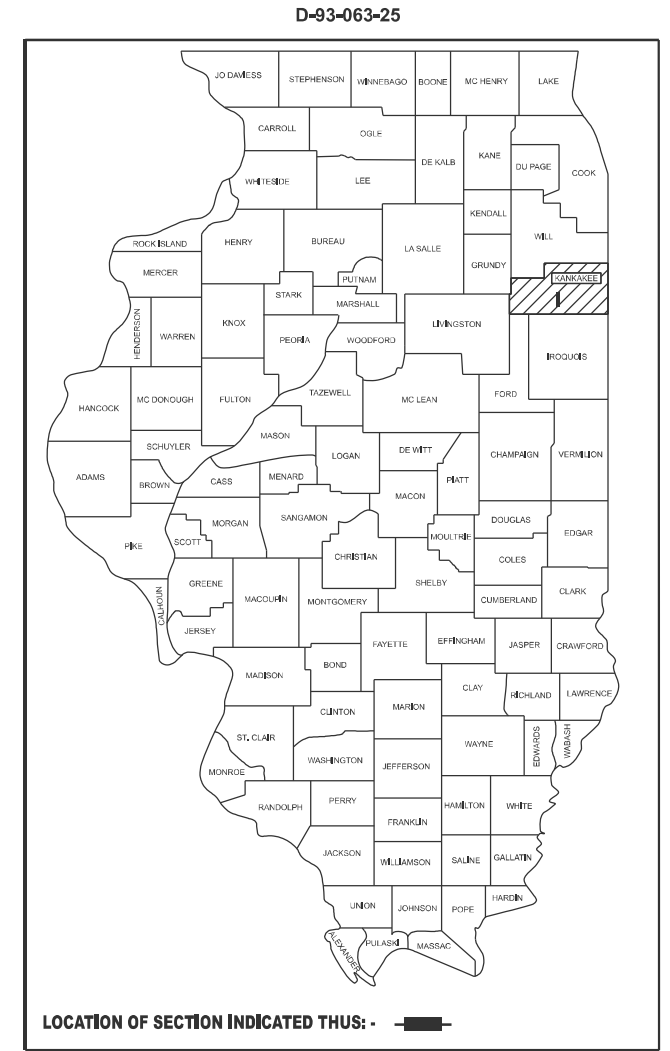 D-93-063-25
JO DAVIESS
STEPHENSON
WINNEBAGO
BOONE
MC HENRY
LAKE
CARROLL
OGLE
DE KALB
KANE
DU PAGE
COOK
WHITESIDE
LEE
KENDALL
ROCK ISLAND
HENRY
BUREAU
LA SALLE
WILL
GRUNDY
MERCER
PUTNAM
KANKAKEE
STARK
MARSHALL
HENDERSON
WARREN
KNOX
PEORIA
WOODFORD
LIVINGSTON
IROQUOIS
HANCOCK
MC DONOUGH
FULTON
TAZEWELL
MC LEAN
FORD
SCHUYLER
MASON
LOGAN
DE WITT
CHAMPAIGN
VERMILION
ADAMS
BROWN
CASS
MENARD
PIATT
MACON
MORGAN
SANGAMON
DOUGLAS
EDGAR
PIKE
SCOTT
CHRISTIAN
MOULTRIE
COLES
GREENE
MACOUPIN
MONTGOMERY
SHELBY
CUMBERLAND
CLARK
CALHOUN
JERSEY
FAYETTE
EFFINGHAM
JASPER
CRAWFORD
MADISON
BOND
CLAY
RICHLAND
LAWRENCE
CLINTON
MARION
ST. CLAIR
WAYNE
EDWARDS
WABASH
MONROE
WASHINGTON
JEFFERSON
RANDOLPH
PERRY
HAMILTON
WHITE
FRANKLIN
JACKSON
WILLIAMSON
SALINE
GALLATIN
UNION
JOHNSON
POPE
HARDIN
ALEXANDER
PULASKI
MASSAC
LOCATION OF SECTION INDICATED THUS: -